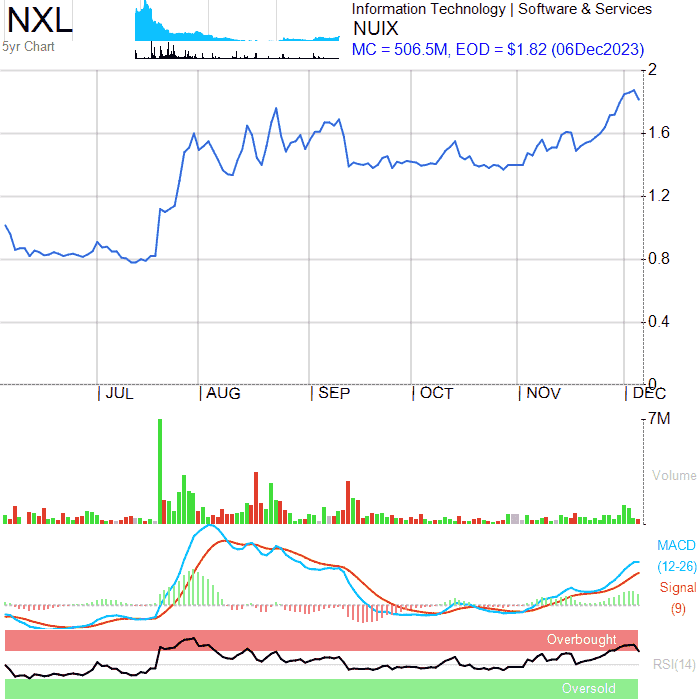 NXL
5yr Chart
Information Technology | Software & Services
NUIX
MC = 506.5M, EOD = $1.82 (06Dec2023)
2
1.6
1.2
0.8
0.4
0
| JUL | AUG | SEP | OCT | NOV | DEC
7M
Volume
MACD
(12-26)
Signal
(9)
Overbought
RSI(14)
Oversold